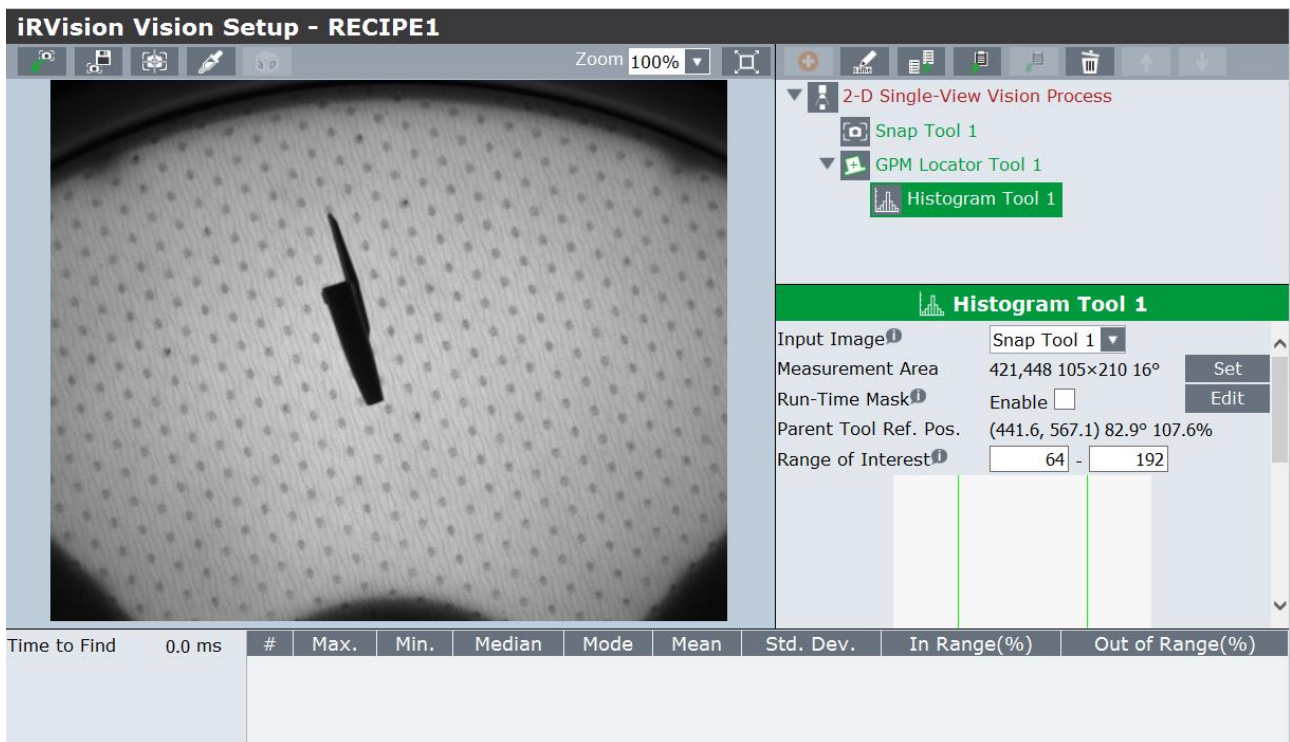 iRVision Vision Setup - RECIPE1
Zoom 100%
2-D Single-View Vision Process
Snap Tool 1
GPM Locator Tool 1
Histogram Tool 1
Histogram Tool 1
Input Image Snap Tool 1
Measurement Area 421,448 105×210 16° Set
Run-Time Mask Enable Edit
Parent Tool Ref. Pos. (441.6, 567.1) 82.9º 107.6%
Range of Interest 64 - 192
Time to Find 0.0 ms # Max. Min. Median Mode Mean Std. Dev. In Range(%) Out of Range(%)